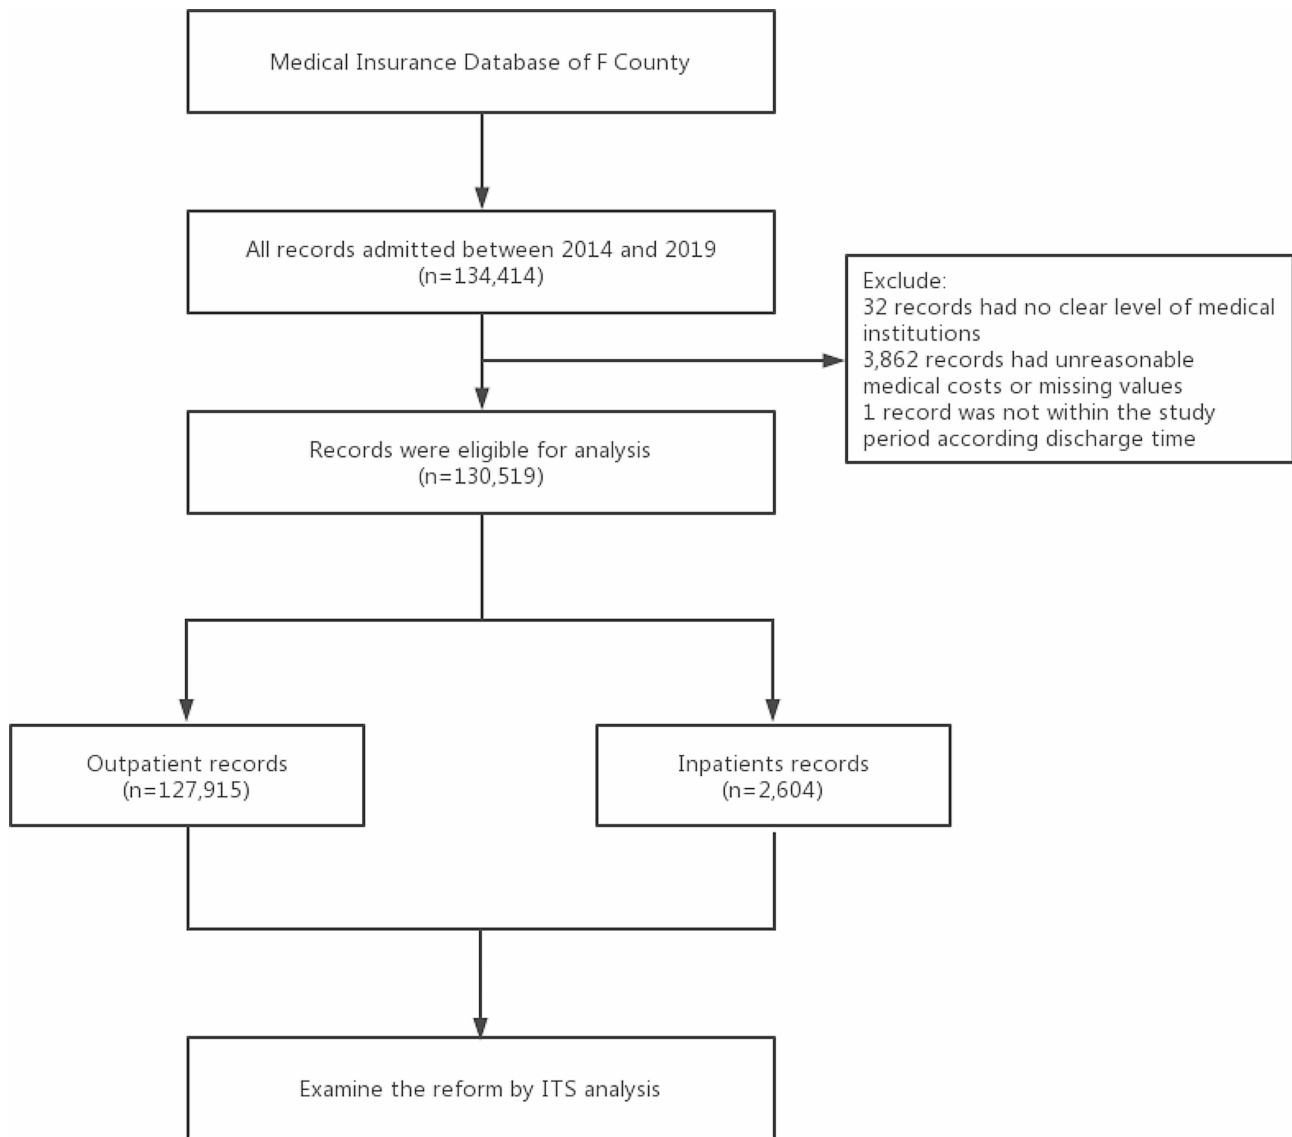 Medical Insurance Database of F County
All records admitted between 2014 and 2019
(n=134,414)
Exclude:
32 records had no clear level of medical
institutions
3,862 records had unreasonable
medical costs or missing values
1 record was not within the study
period according discharge time
Records were eligible for analysis
(n=130,519)
Outpatient records
(n=127,915)
Inpatients records
(n=2,604)
Examine the reform by ITS analysis